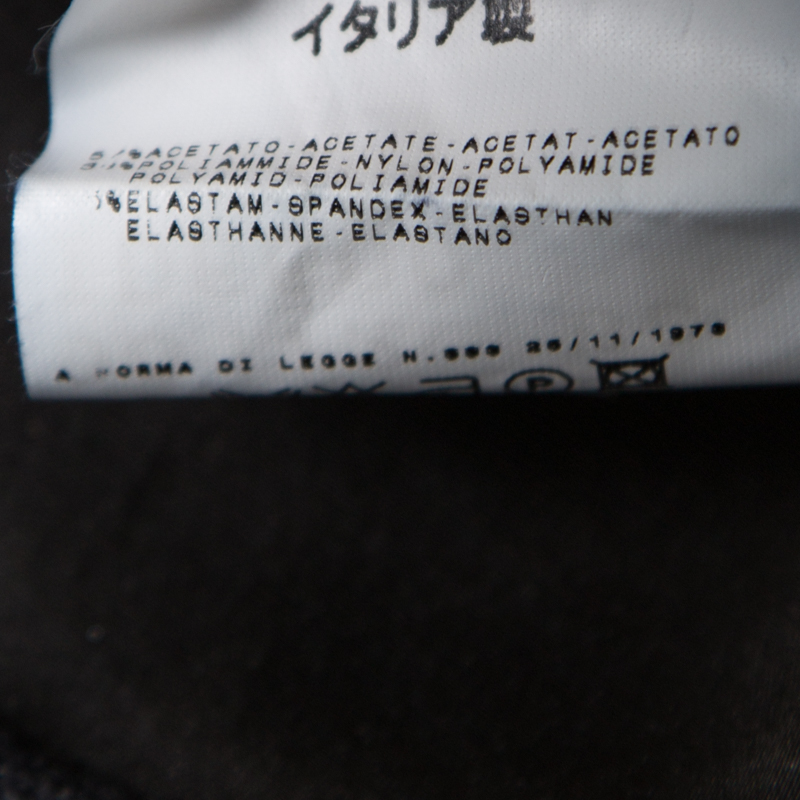 イタリア製
ACETATO-ACETATE-ACETAT-ACETATO
POLIAMMIDE-NYLON-POLYAMIDE
POLYAMID-POLIAMIDE
ELASTAM-SPANDEX-ELASTHAN
ELASTHANNE-ELASTANO
A NORMA DI LEGGE N.